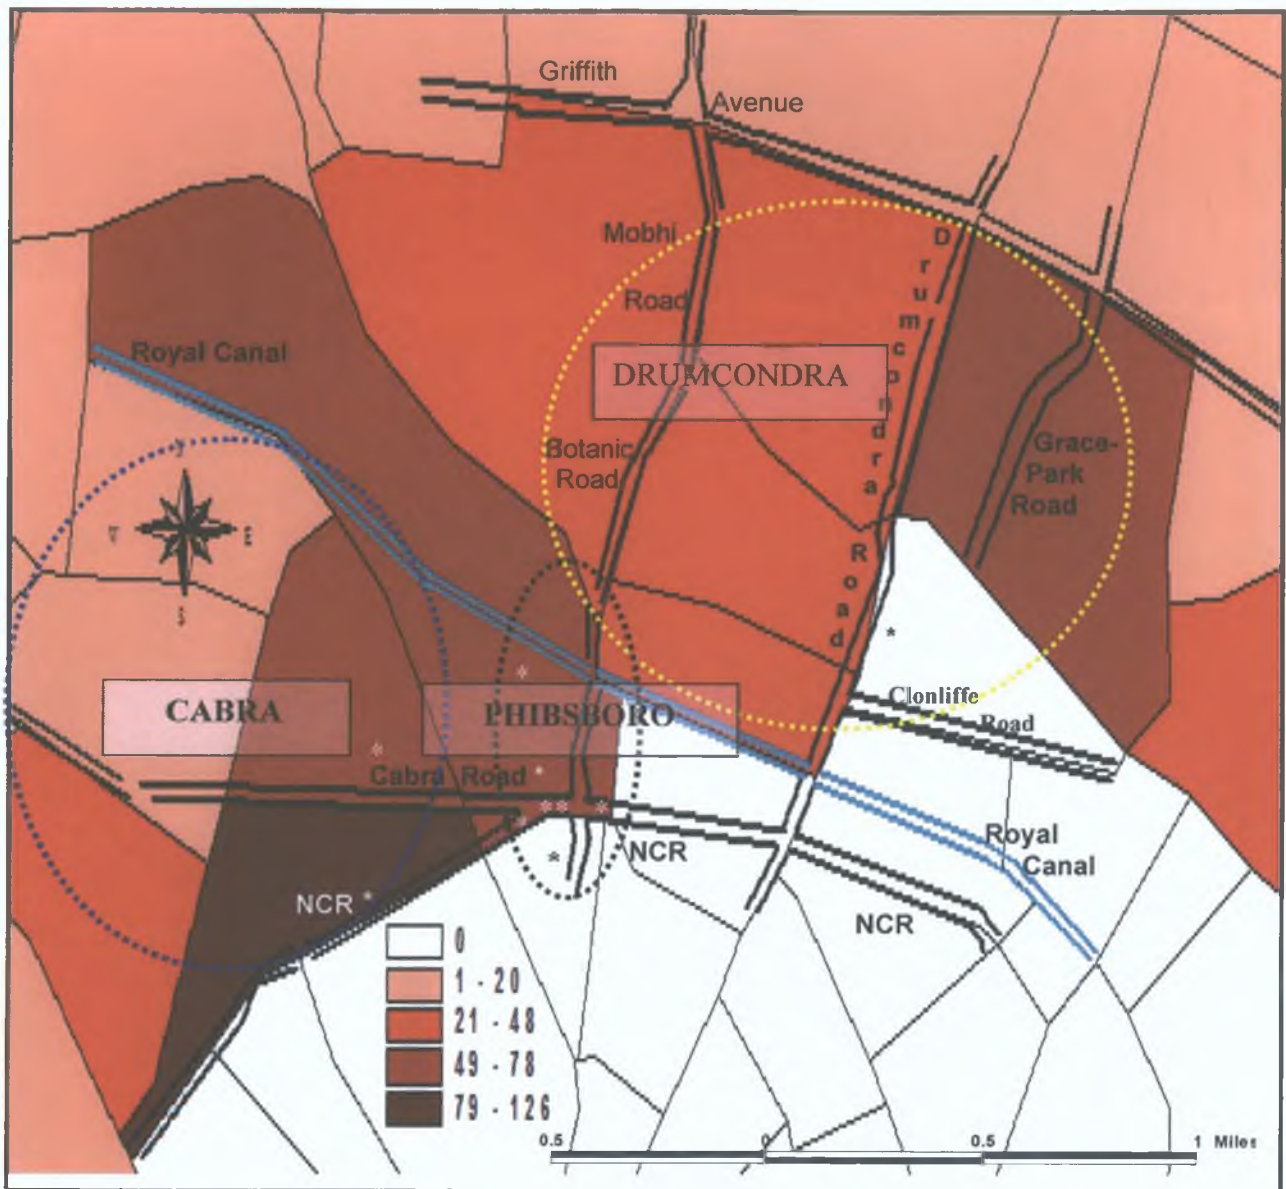 Griffith
Avenue
Mobhi
Road
Drumcondra
Road
Royal Canal
DRUMCONDRA
Botanic
Road
Grace-
Park
Road
E
S
CABRA
PHIBSBORO
Clonliffe
Road
Cabra Road
Royal
Canal
NCR
NCR
NCR
0
1 - 20
21 - 48
49 - 78
79 - 126
0.5 0 0.5 1 Miles